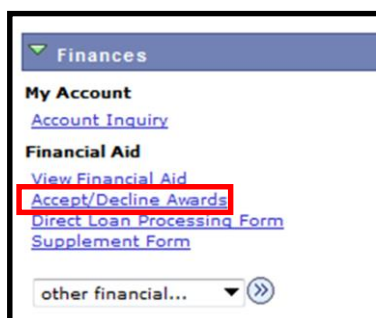 Finances
My Account
Account Inquiry
Financial Aid
View Financial Aid
Accept/Decline Awards
Direct Loan Processing Form
Supplement Form
other financial...